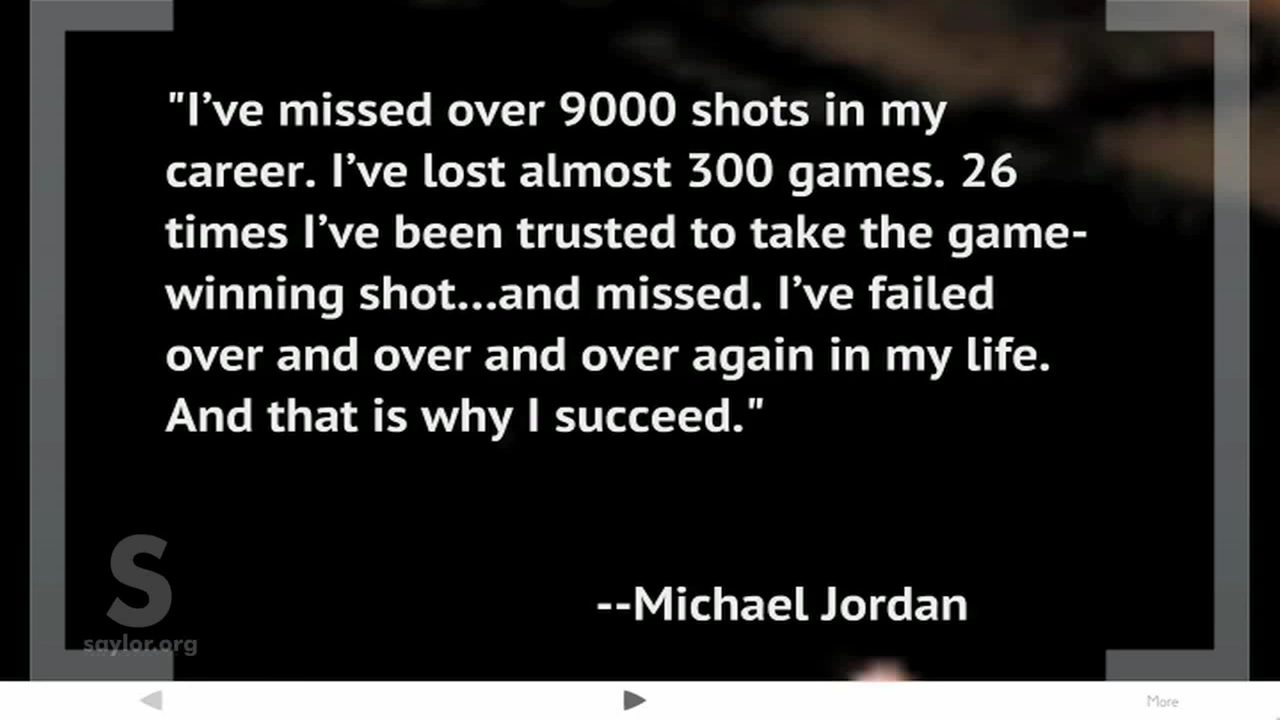 "I’ve missed over 9000 shots in my
career. I’ve lost almost 300 games. 26
times I’ve been trusted to take the game-
winning shot...and missed. I’ve failed
over and over and over again in my life.
And that is why I succeed."
--Michael Jordan
S
saylor.org
More